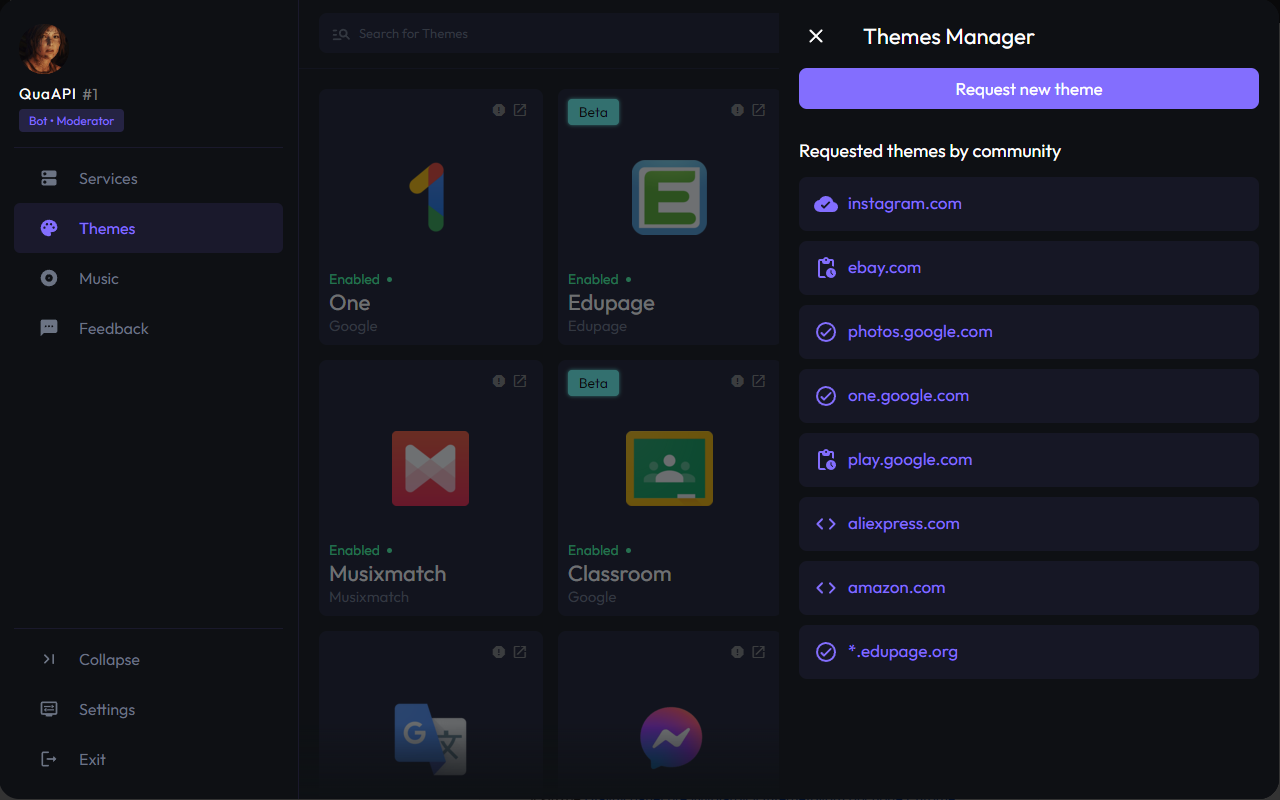 QuaAPI #1
Bot • Moderator
Services
Themes
Music
Feedback
Collapse
Settings
Exit
Search for Themes
Enabled •
One
Google
Beta
Enabled •
Edupage
Edupage
Enabled •
Musixmatch
Musixmatch
Beta
Enabled •
Classroom
Google
Themes Manager
Request new theme
Requested themes by community
instagram.com
ebay.com
photos.google.com
one.google.com
play.google.com
aliexpress.com
amazon.com
*.edupage.org